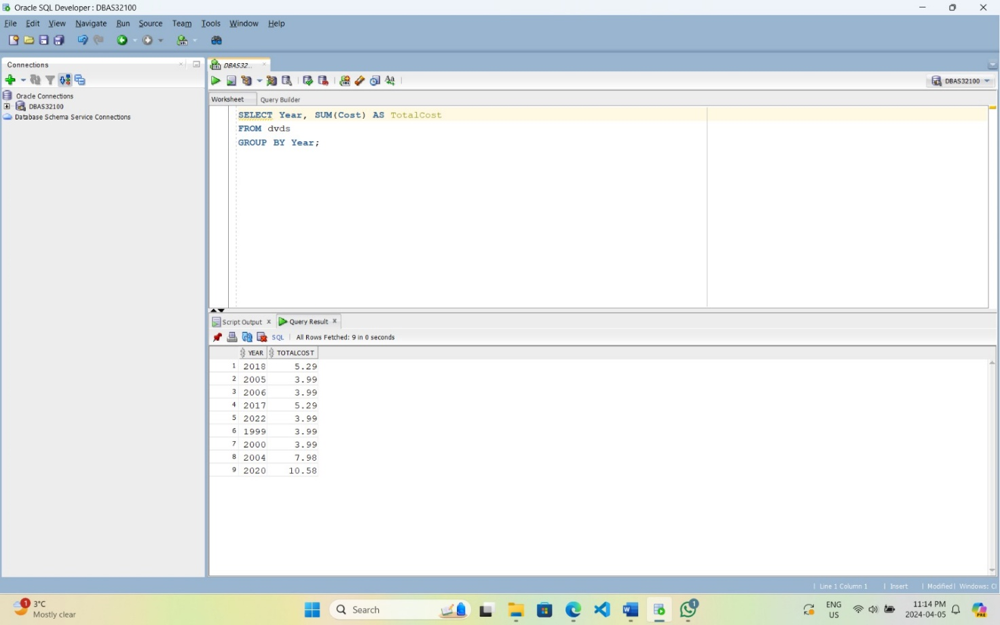 Oracle SQL Developer : DBAS32100
File Edit View Navigate Run Source Team Tools Window Help
Connections
DBAS32...
Oracle Connections
DBAS32100
Database Schema Service Connections
DBAS32100
Worksheet Query Builder
SELECT Year, SUM(Cost) AS TotalCost
FROM dvds
GROUP BY Year;
Script Output x Query Result x
SQL | All Rows Fetched: 9 in 0 seconds
YEAR TOTALCOST
1 2018 5.29
2 2005 3.99
3 2006 3.99
4 2017 5.29
5 2022 3.99
6 1999 3.99
7 2000 3.99
8 2004 7.98
9 2020 10.58
| Line 1 Column 1 | Insert | Modified | Windows: C
1
3°C
Mostly clear
Search
1
ENG
US
11:14 PM
2024-04-05
PRE